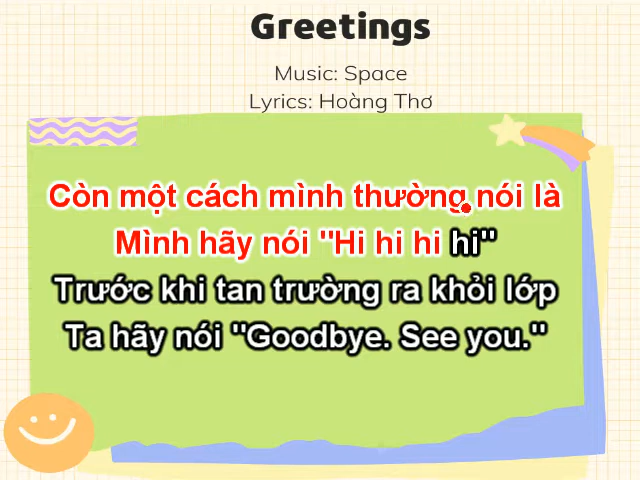 Greetings
Music: Space
Lyrics: Hoàng Thơ
Còn một cách mình thường nói là
Mình hãy nói "Hi hi hi hi"
Trước khi tan trường ra khỏi lớp
Ta hãy nói "Goodbye. See you."